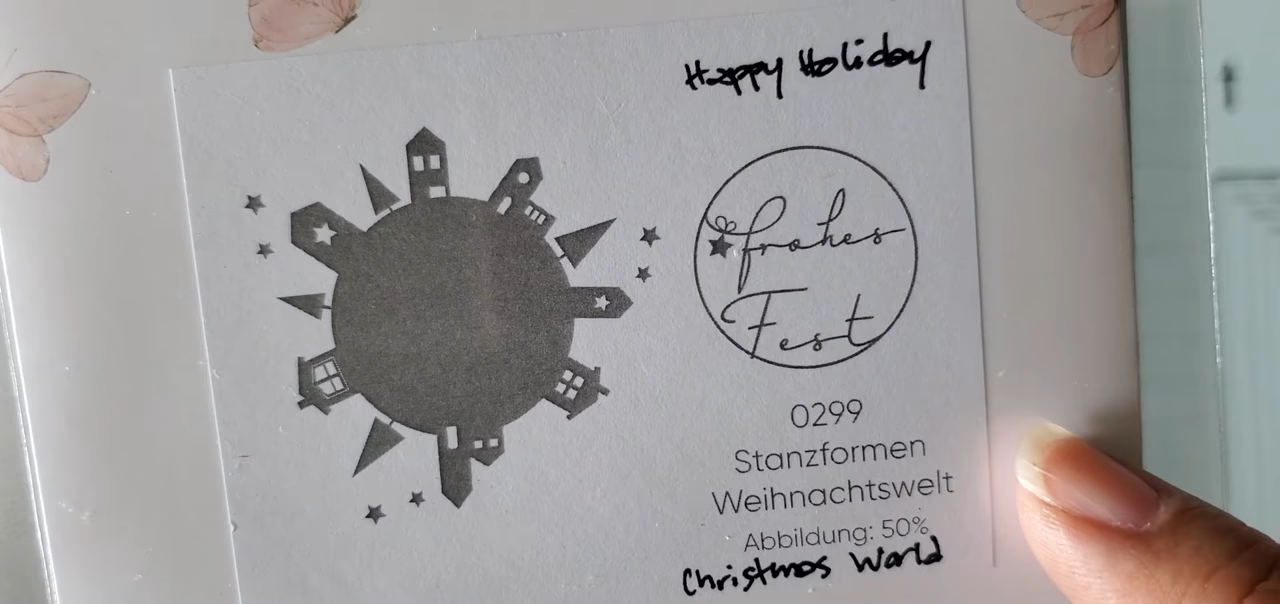 Happy Holiday
frohes
Fest
0299
Stanzformen
Weihnachtswelt
Abbildung: 50%
Christmas World